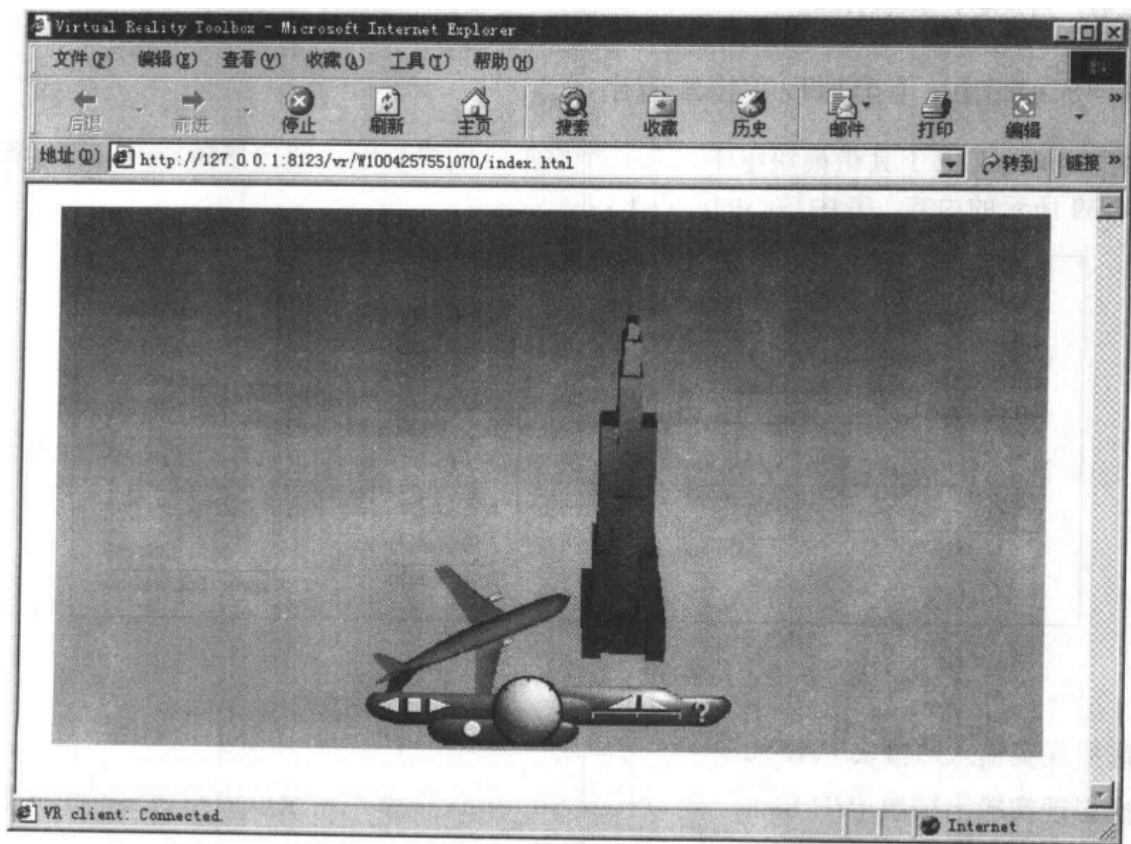 Virtual Reality Toolbox - Microsoft Internet Explorer
文件(F) 编辑(E) 查看(V) 收藏(A) 工具(T) 帮助(H)
后退 前进 停止 刷新 主页 搜索 收藏 历史 邮件 打印 编辑 »
地址(D) http://127.0.0.1:8123/vr/W1004257551070/index.html 转到 链接 »
?
VR client: Connected. Internet